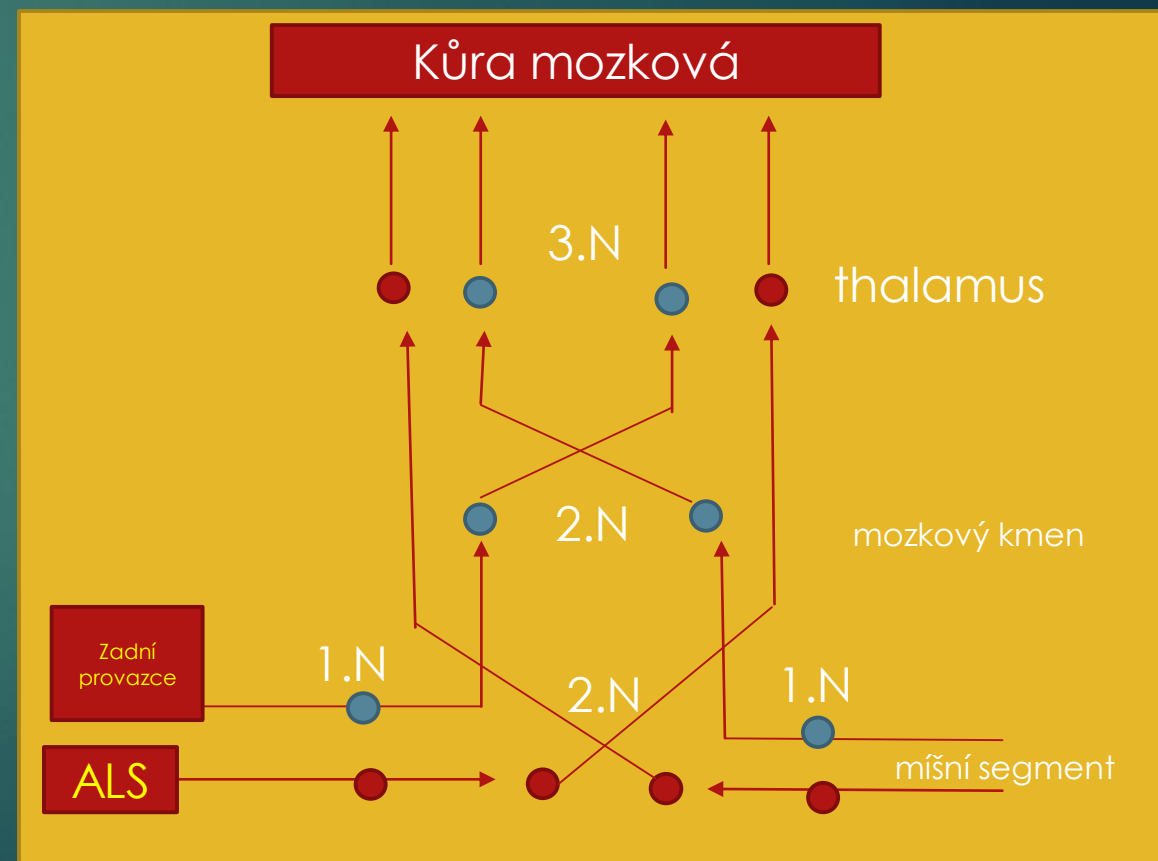 Kůra mozková
3.N
thalamus
2.N
mozkový kmen
Zadní
provazce
1.N
2.N
1.N
ALS
míšní segment